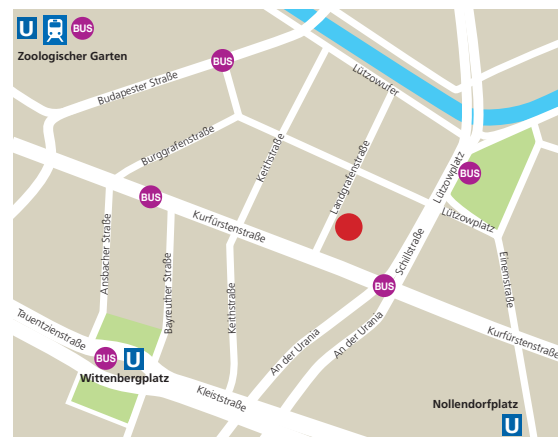 U BUS
Zoologischer Garten
BUS
Budapester Straße
Lützowufer
Burggrafenstraße
Keithstraße
Landgrafenstraße
Lützowplatz
BUS
BUS
Kurfürstenstraße
Lützowplatz
Ansbacher Straße
Bayreuther Straße
Keithstraße
Schillstraße
Einemstraße
BUS
Tauentzienstraße
An der Urania
An der Urania
Kurfürstenstraße
BUS U
Wittenbergplatz
Kleiststraße
Nollendorfplatz
U